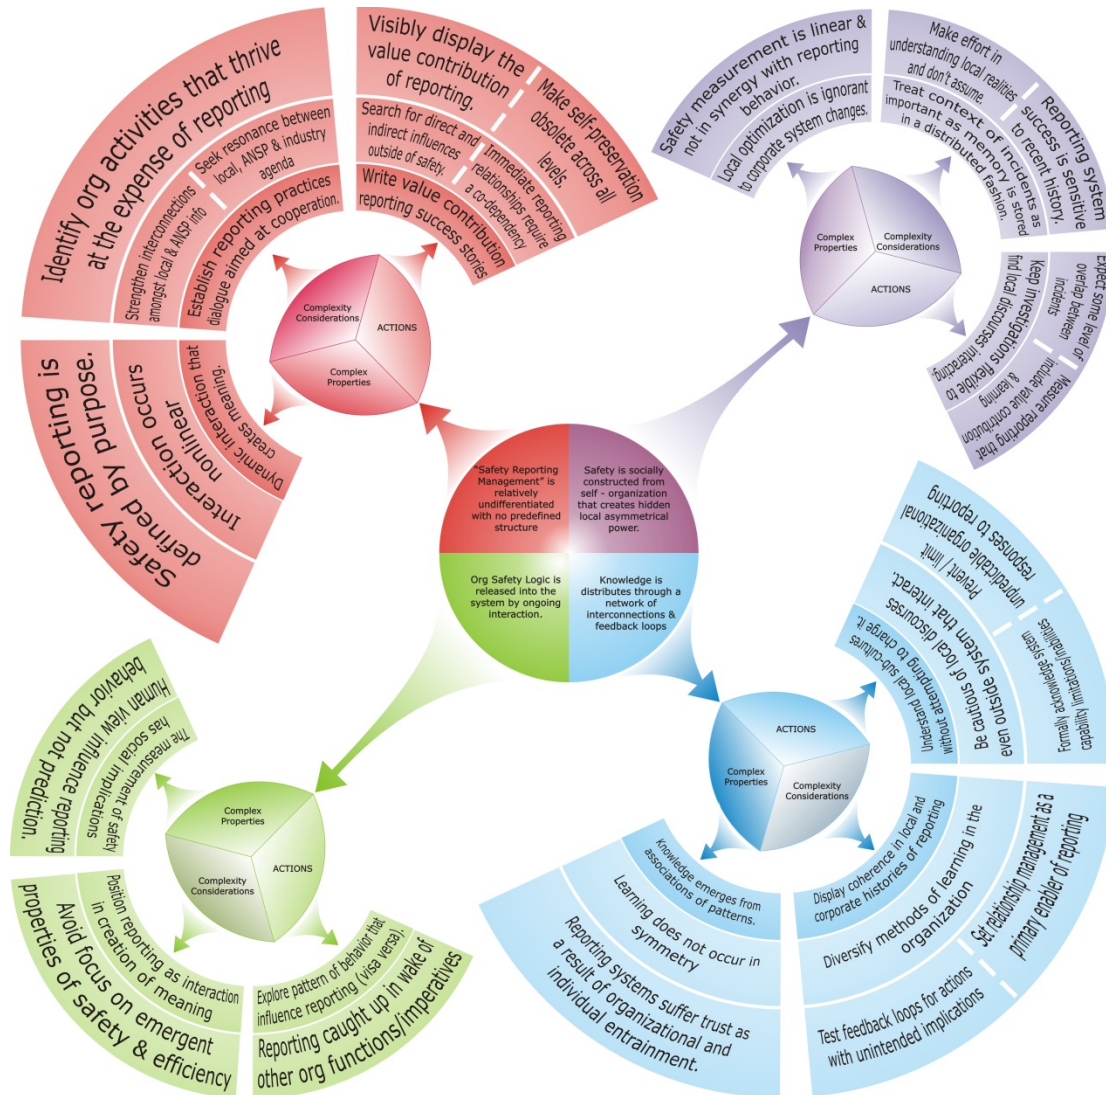 Identify org activities that thrive
at the expense of reporting
Seek resonance between
local, ANSP & industry
agenda
Strengthen interconnections
amongst local & ANSP info
Establish reporting practices
dialogue aimed at cooperation.
Visibly display the
value contribution
of reporting.
Make self-preservation
obsolete across all
levels.
Search for direct and
indirect influences
outside of safety.
Immediate reporting
relationships require
a co-dependency
Write value contribution
reporting success stories
Safety reporting is
defined by purpose.
Interaction occurs
nonlinear
Dynamic interaction that
creates meaning.
Complexity
Considerations
ACTIONS
Complex
Properties
Safety measurement is linear &
not in synergy with reporting
behavior.
Local optimization is ignorant
to corporate system changes.
Make effort in
understanding local realities
and don't assume.
Reporting system
success is sensitive
to recent history.
Treat context of incidents as
important as memory is stored
in a distributed fashion.
Expect some level of
overlap between
incidents
Measure reporting that
include value contribution
& learning
Keep investigations flexible to
find local discourses interacting
Complex
Properties
Complexity
Considerations
ACTIONS
"Safety Reporting
Management" is
relatively
undifferentiated
with no predefined
structure
Safety is socially
constructed from
self - organization
that creates hidden
local asymmetrical
power.
Org Safety Logic is
released into the
system by ongoing
interaction.
Knowledge is
distributes through a
network of
interconnections &
feedback loops
Prevent / limit
unpredictable organizational
responses to reporting
Formally acknowledge system
capability limitations/inabilities
Be cautious of local discourses
even outside system that interact.
Understand local sub-cultures
without attempting to charge it.
ACTIONS
Complex
Properties
Complexity
Considerations
Display coherence in local and
corporate histories of reporting
Diversify methods of learning in the
organization
Set relationship management as a
primary enabler of reporting
Test feedback loops for actions
with unintended implications
Knowledge emerges from
associations of patterns.
Learning does not occur in
symmetry
Reporting systems suffer trust as
a result of organizational and
individual entrainment.
Human view influence reporting
behavior but not prediction.
The measurement of safety
has social implications
Complex
Properties
Complexity
Considerations
ACTIONS
Position reporting as interaction
in creation of meaning
Avoid focus on emergent
properties of safety & efficiency
Explore pattern of behavior that
influence reporting (visa versa).
Reporting caught up in wake of
other org functions/imperatives